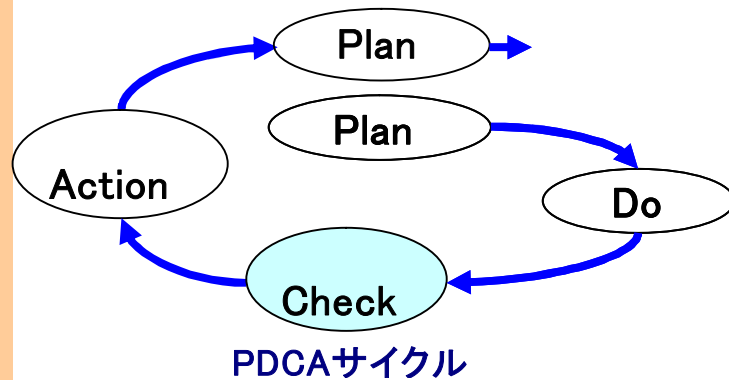 Plan
Plan
Action
Do
Check
PDCAサイクル